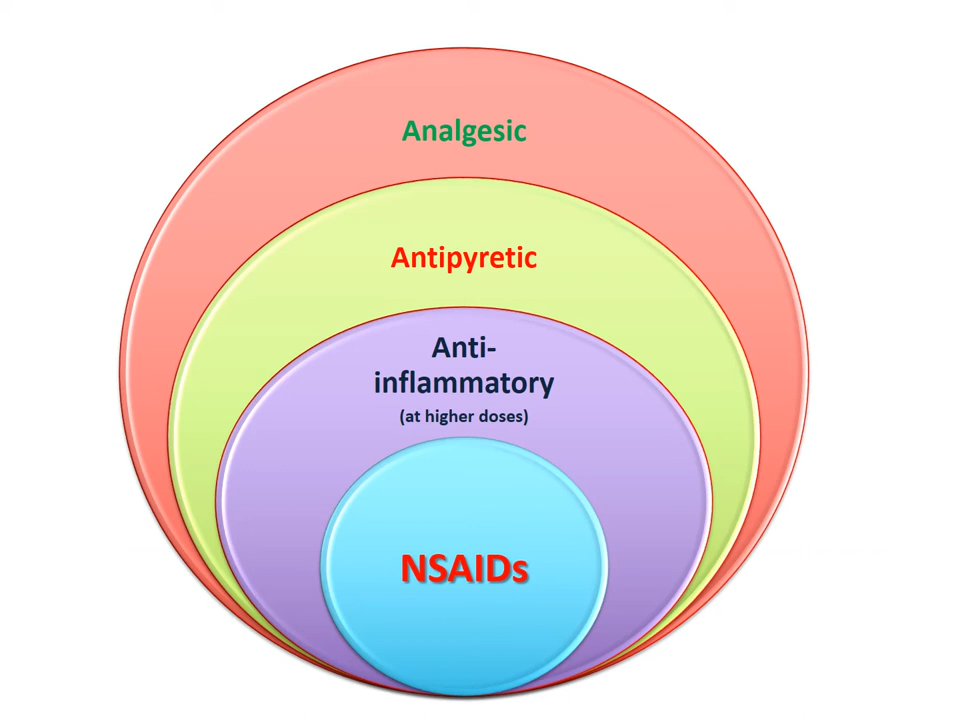 Analgesic
Antipyretic
Anti-
inflammatory
(at higher doses)
NSAIDs